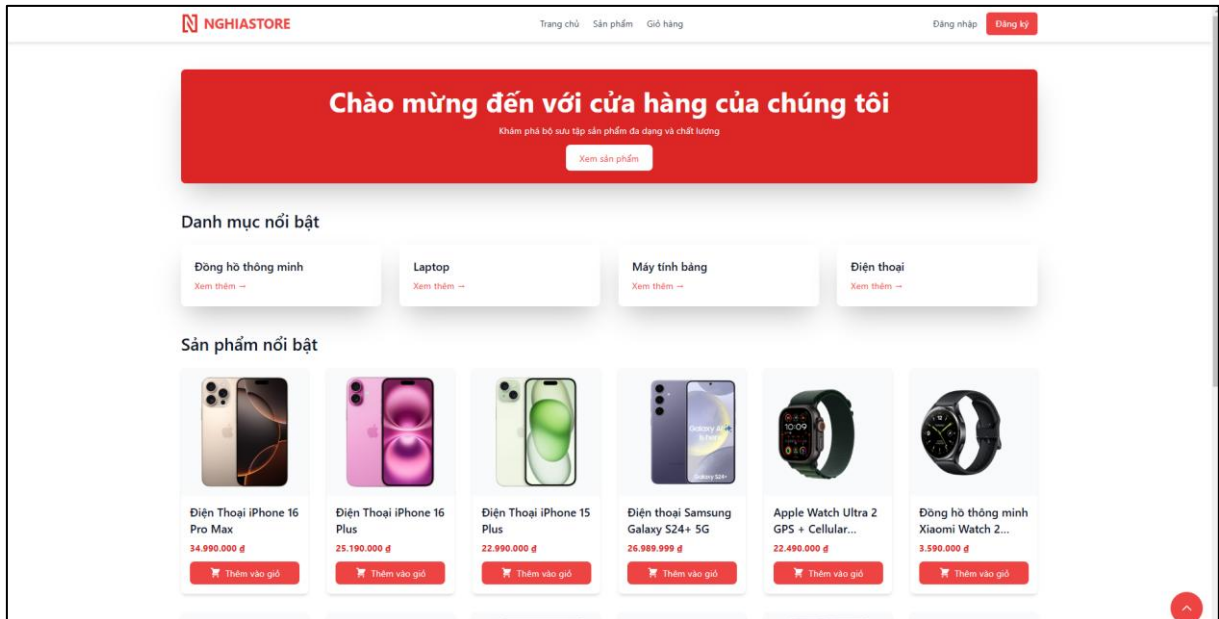 NGHIASTORE
Trang chủ Sản phẩm Giỏ hàng
Đăng nhập Đăng ký
Chào mừng đến với cửa hàng của chúng tôi
Khám phá bộ sưu tập sản phẩm đa dạng và chất lượng
Xem sản phẩm
Danh mục nổi bật
Đồng hồ thông minh
Xem thêm →
Laptop
Xem thêm →
Máy tính bảng
Xem thêm →
Điện thoại
Xem thêm →
Sản phẩm nổi bật
Điện Thoại iPhone 16
Pro Max
34.990.000 ₫
Thêm vào giỏ
Điện Thoại iPhone 16
Plus
25.190.000 ₫
Thêm vào giỏ
Điện Thoại iPhone 15
Plus
22.990.000 ₫
Thêm vào giỏ
Galaxy S24+
Điện thoại Samsung
Galaxy S24+ 5G
26.989.999 ₫
Thêm vào giỏ
10:09
Apple Watch Ultra 2
GPS + Cellular...
22.490.000 ₫
Thêm vào giỏ
Đồng hồ thông minh
Xiaomi Watch 2...
3.590.000 ₫
Thêm vào giỏ